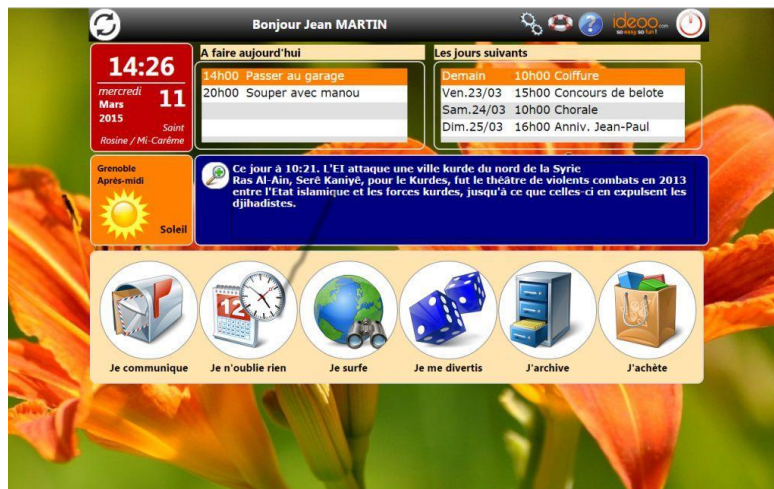 Bonjour Jean MARTIN
ideoo.com
so easy so fun !
14:26
mercredi
Mars 11
2015
Saint
Rosine / Mi-Carême
A faire aujourd'hui
14h00 Passer au garage
20h00 Souper avec manou
Les jours suivants
Demain 10h00 Coiffure
Ven.23/03 15h00 Concours de belote
Sam.24/03 10h00 Chorale
Dim.25/03 16h00 Anniv. Jean-Paul
Grenoble
Après-midi
Soleil
Ce jour à 10:21. L'EI attaque une ville kurde du nord de la Syrie
Ras Al-Ain, Serê Kaniyê, pour le Kurdes, fut le théâtre de violents combats en 2013
entre l'Etat islamique et les forces kurdes, jusqu'à ce que celles-ci en expulsent les
djihadistes.
12
Je communique
Je n'oublie rien
Je surfe
Je me divertis
J'archive
J'achète